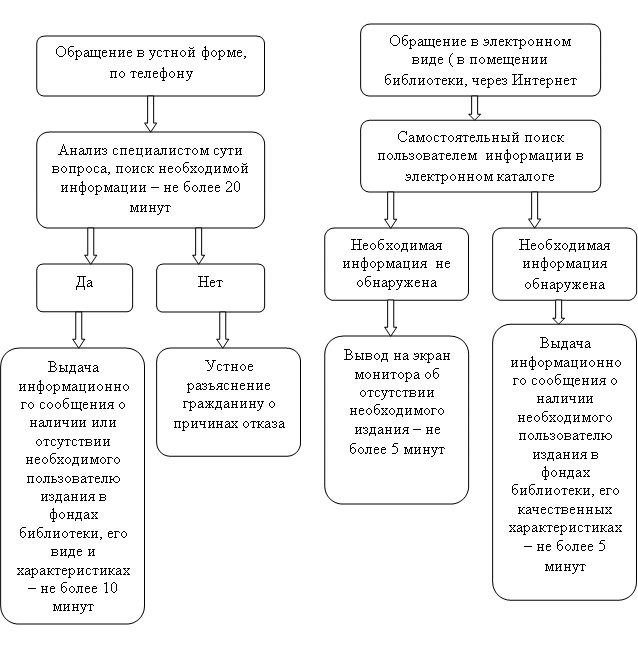 Обращение в устной форме,
по телефону
Анализ специалистом сути
вопроса, поиск необходимой
информации – не более 20
минут
Да
Нет
Выдача
информационно
го сообщения о
наличии или
отсутствии
необходимого
пользователю
издания в
фондах
библиотеки, его
виде и
характеристиках
– не более 10
минут
Устное
разъяснение
гражданину о
причинах отказа
Обращение в электронном
виде ( в помещении
библиотеки, через Интернет
Самостоятельный поиск
пользователем информации в
электронном каталоге
Необходимая
информация не
обнаружена
Необходимая
информация
обнаружена
Вывод на экран
монитора об
отсутствии
необходимого
издания – не
более 5 минут
Выдача
информационно
го сообщения о
наличии
необходимого
пользователю
издания в
фондах
библиотеки, его
качественных
характеристиках
– не более 5
минут